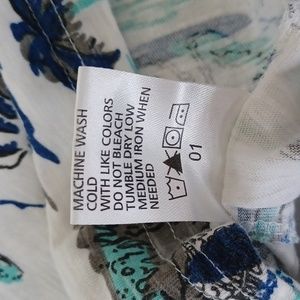 MACHINE WASH
COLD
WITH LIKE COLORS
DO NOT BLEACH
TUMBLE DRY LOW
MEDIUM IRON WHEN
NEEDED
01